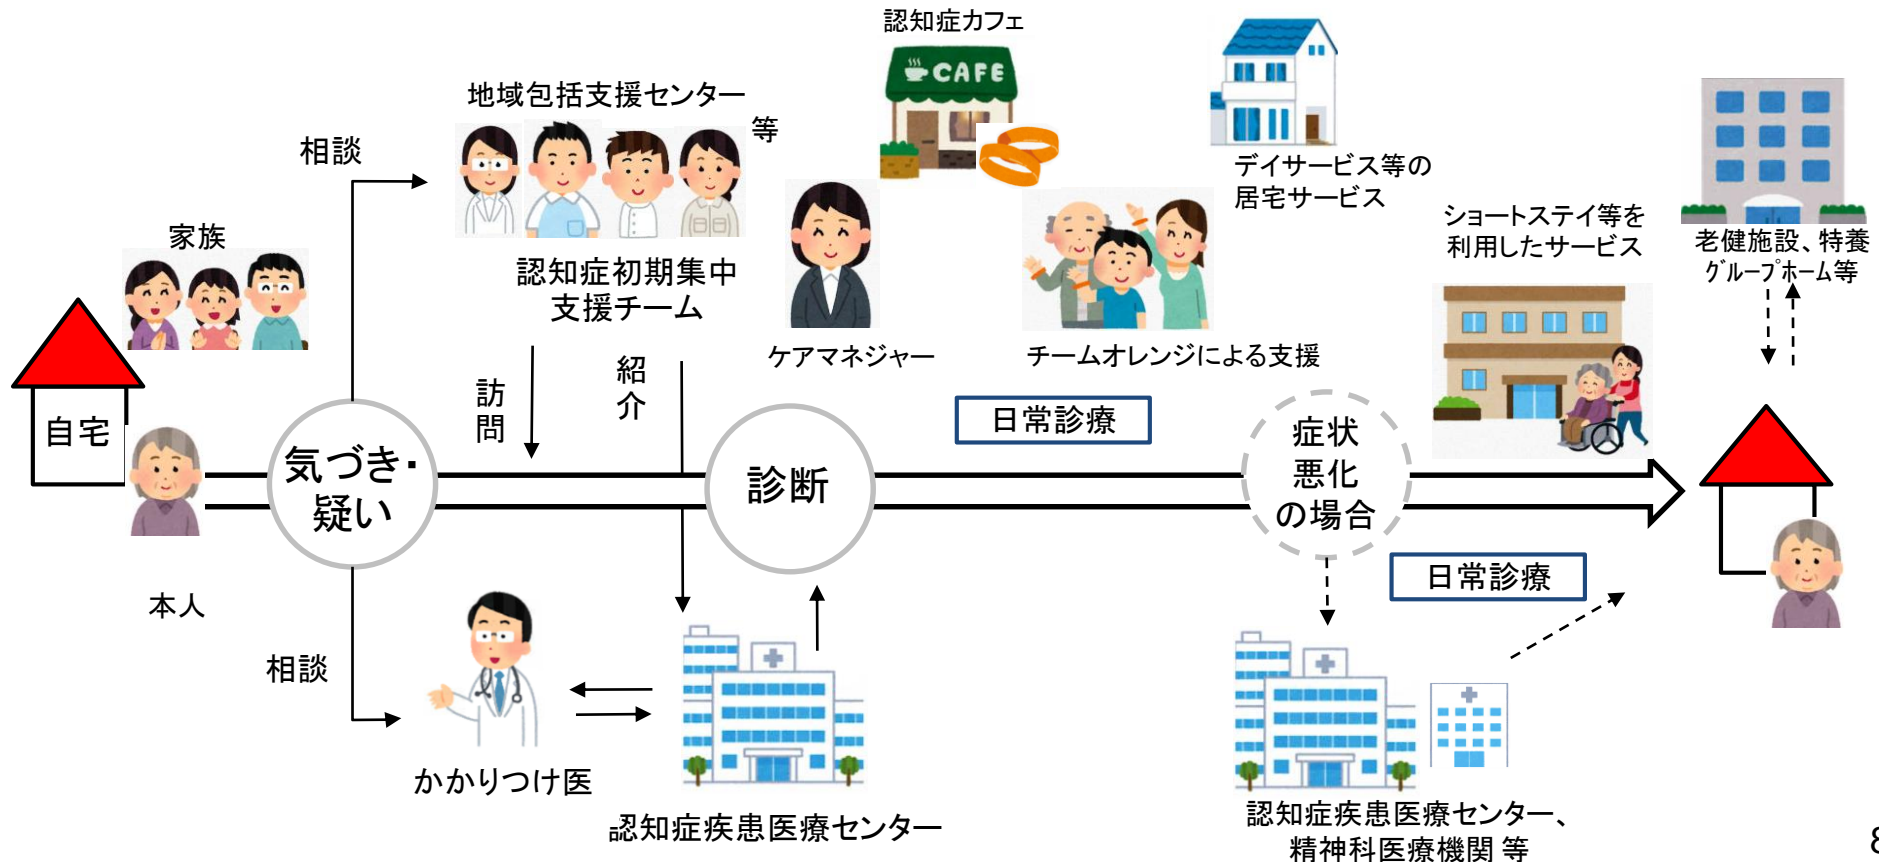 認知症カフェ
CAFE
地域包括支援センター
等
相談
デイサービス等の
居宅サービス
ショートステイ等を
利用したサービス
老健施設、特養
グループホーム等
家族
認知症初期集中
支援チーム
ケアマネジャー
チームオレンジによる支援
訪問
紹介
自宅
日常診療
気づき・
疑い
診断
症状
悪化
の場合
日常診療
本人
相談
かかりつけ医
認知症疾患医療センター
認知症疾患医療センター、
精神科医療機関 等
8